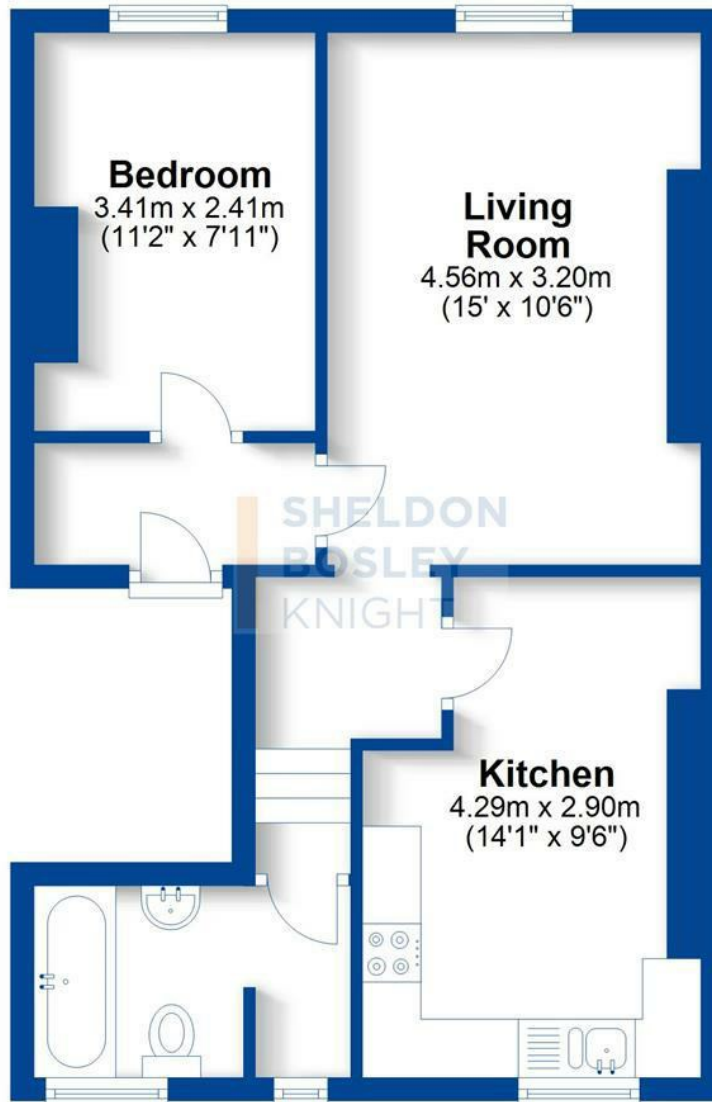 Bedroom
3.41m x 2.41m
(11'2" x 7'11")
Living
Room
4.56m x 3.20m
(15' x 10'6")
SHELDON
BOSLEY
KNIGHT
Kitchen
4.29m x 2.90m
(14'1" x 9'6")